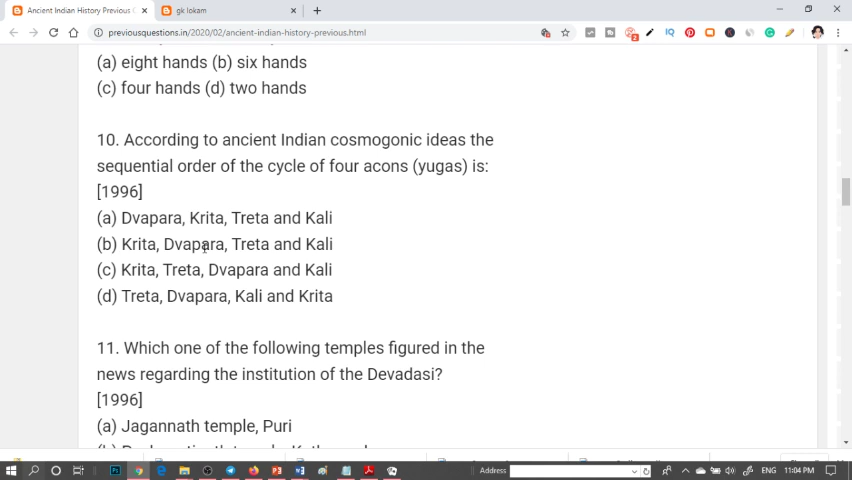 Ancient Indian History Previous
gk lokam
previousquestions.in/2020/02/ancient-indian-history-previous.html
(a) eight hands (b) six hands
(c) four hands (d) two hands
10. According to ancient Indian cosmogonic ideas the
sequential order of the cycle of four acons (yugas) is:
[1996]
(a) Dvapara, Krita, Treta and Kali
(b) Krita, Dvapara, Treta and Kali
(c) Krita, Treta, Dvapara and Kali
(d) Treta, Dvapara, Kali and Krita
11. Which one of the following temples figured in the
news regarding the institution of the Devadasi?
[1996]
(a) Jagannath temple, Puri
Address
ENG 11:04 PM